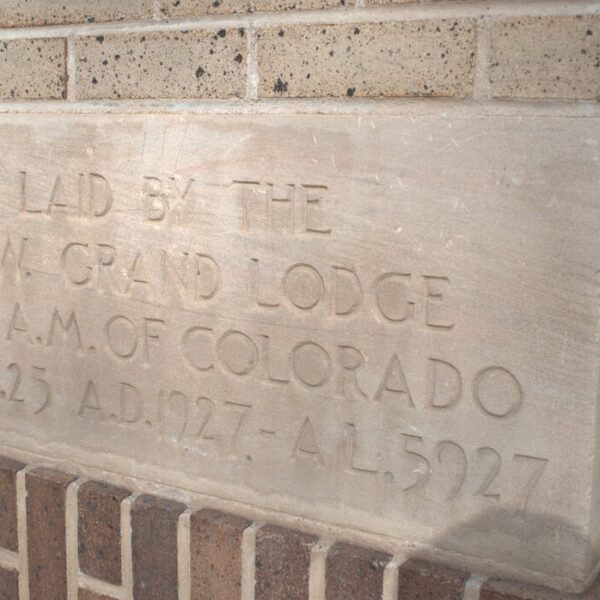 LAID BY THE
W. GRAND LODGE
A.M. OF COLORADO
.25 A.D. 1927 - A.L. 5927